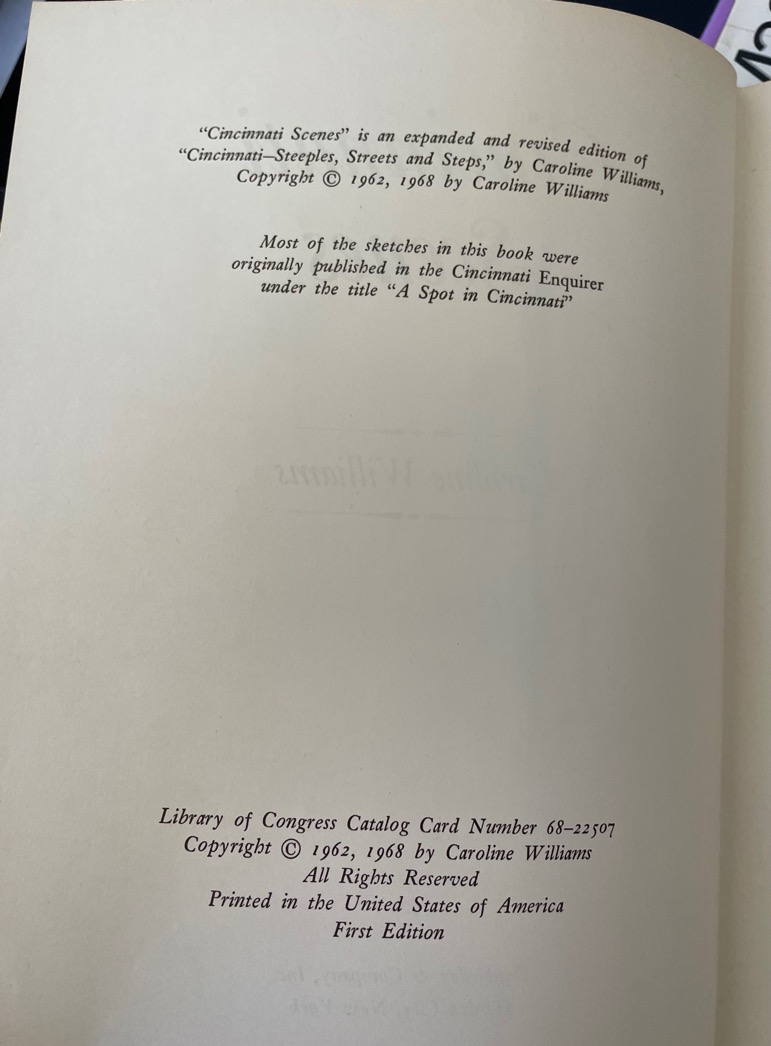 "Cincinnati Scenes" is an expanded and revised edition of
"Cincinnati—Steeples, Streets and Steps," by Caroline Williams,
Copyright © 1962, 1968 by Caroline Williams
Most of the sketches in this book were
originally published in the Cincinnati Enquirer
under the title "A Spot in Cincinnati"
Caroline Williams
Library of Congress Catalog Card Number 68–22507
Copyright © 1962, 1968 by Caroline Williams
All Rights Reserved
Printed in the United States of America
First Edition